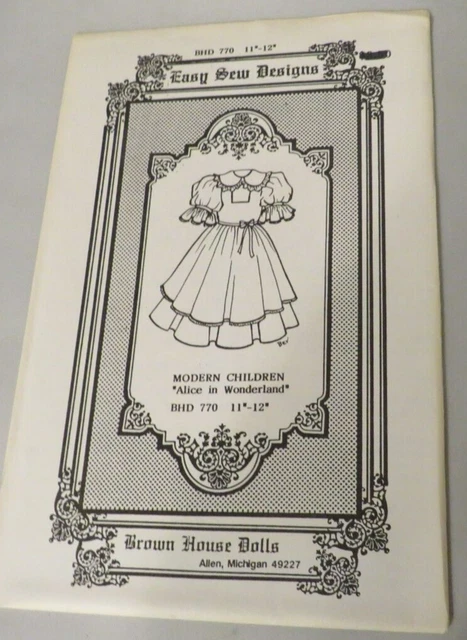 BHD 770 11"-12"
Easy Sew Designs
Bev
MODERN CHILDREN
"Alice in Wonderland"
BHD 770 11"-12"
Brown House Dolls
Allen, Michigan 49227